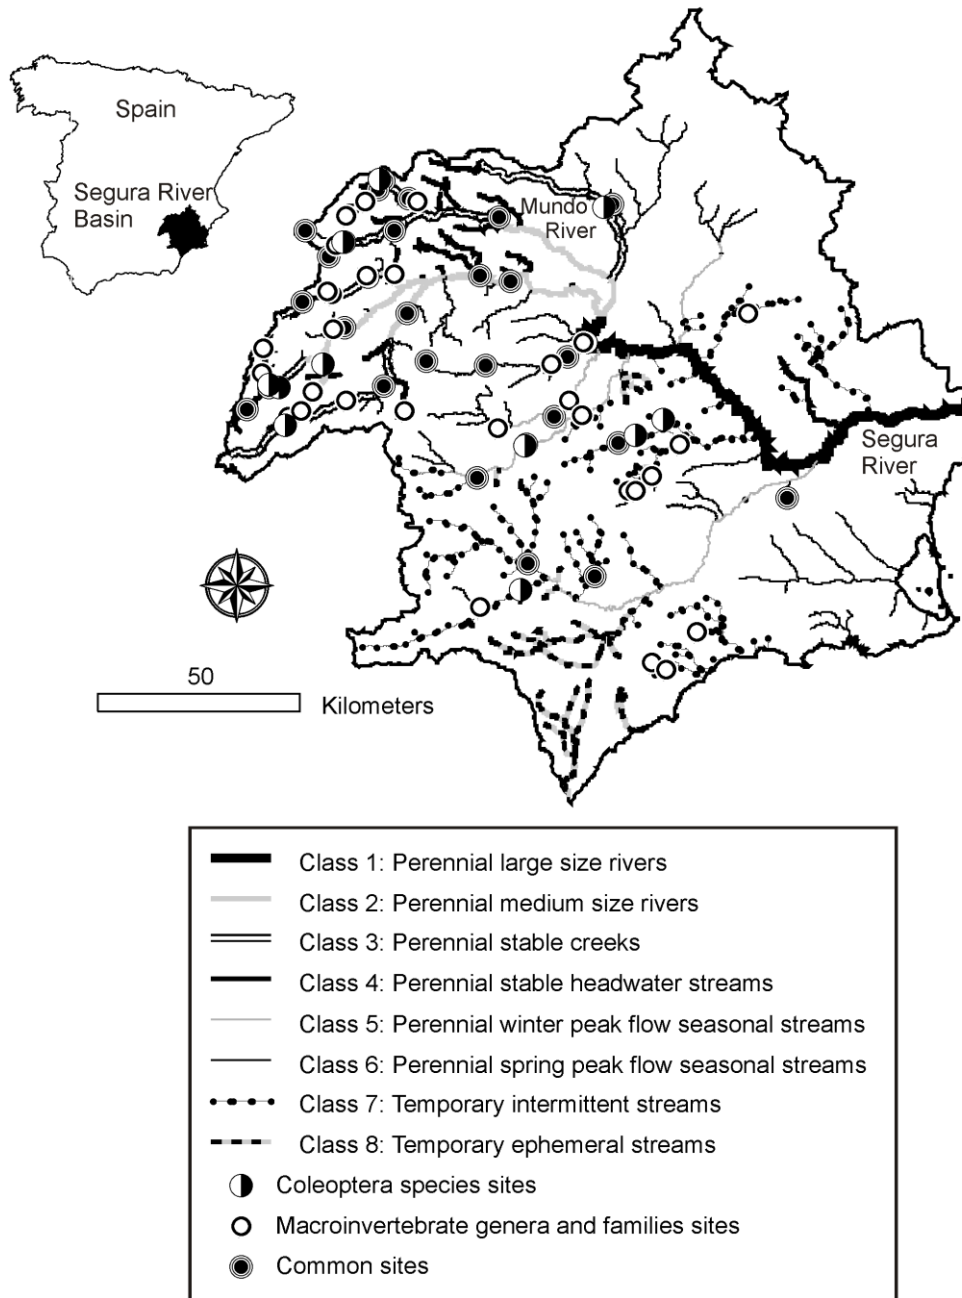 Spain
Segura River
Basin
Mundo
River
Segura
River
50
Kilometers
Class 1: Perennial large size rivers
Class 2: Perennial medium size rivers
Class 3: Perennial stable creeks
Class 4: Perennial stable headwater streams
Class 5: Perennial winter peak flow seasonal streams
Class 6: Perennial spring peak flow seasonal streams
Class 7: Temporary intermittent streams
Class 8: Temporary ephemeral streams
Coleoptera species sites
Macroinvertebrate genera and families sites
Common sites